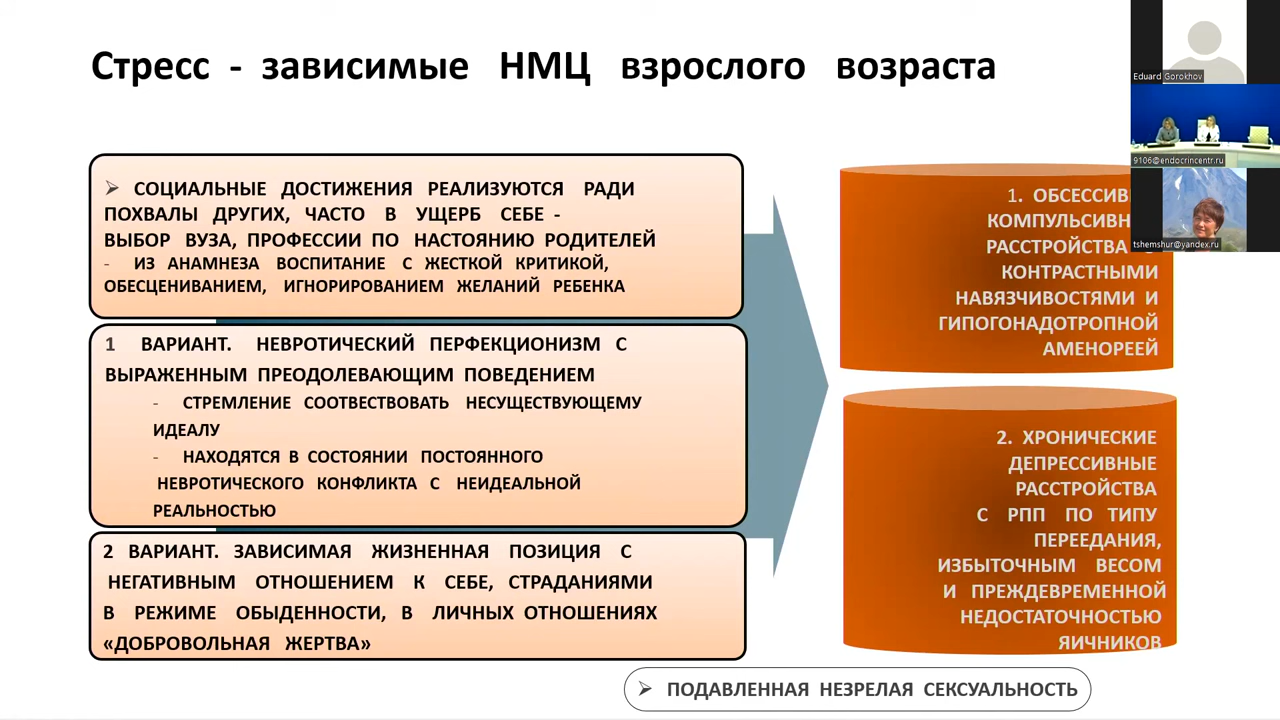 Стресс - зависимые НМЦ взрослого возраста
СОЦИАЛЬНЫЕ ДОСТИЖЕНИЯ РЕАЛИЗУЮТСЯ РАДИ
ПОХВАЛЫ ДРУГИХ, ЧАСТО В УЩЕРБ СЕБЕ -
ВЫБОР ВУЗА, ПРОФЕССИИ ПО НАСТОЯНИЮ РОДИТЕЛЕЙ
- ИЗ АНАМНЕЗА ВОСПИТАНИЕ С ЖЕСТКОЙ КРИТИКОЙ,
ОБЕСЦЕНИВАНИЕМ, ИГНОРИРОВАНИЕМ ЖЕЛАНИЙ РЕБЕНКА
1 ВАРИАНТ. НЕВРОТИЧЕСКИЙ ПЕРФЕКЦИОНИЗМ С
ВЫРАЖЕННЫМ ПРЕОДОЛЕВАЮЩИМ ПОВЕДЕНИЕМ
- СТРЕМЛЕНИЕ СООТВЕСТВОВАТЬ НЕСУЩЕСТВУЮЩЕМУ
ИДЕАЛУ
- НАХОДЯТСЯ В СОСТОЯНИИ ПОСТОЯННОГО
НЕВРОТИЧЕСКОГО КОНФЛИКТА С НЕИДЕАЛЬНОЙ
РЕАЛЬНОСТЬЮ
2 ВАРИАНТ. ЗАВИСИМАЯ ЖИЗНЕННАЯ ПОЗИЦИЯ С
НЕГАТИВНЫМ ОТНОШЕНИЕМ К СЕБЕ, СТРАДАНИЯМИ
В РЕЖИМЕ ОБЫДЕННОСТИ, В ЛИЧНЫХ ОТНОШЕНИЯХ
«ДОБРОВОЛЬНАЯ ЖЕРТВА»
1. ОБСЕССИВ
КОМПУЛЬСИВН
РАССТРОЙСТВА
КОНТРАСТНЫМИ
НАВЯЗЧИВОСТЯМИ И
ГИПОГОНАДОТРОПНОЙ
АМЕНОРЕЕЙ
2. ХРОНИЧЕСКИЕ
ДЕПРЕССИВНЫЕ
РАССТРОЙСТВА
С РПП ПО ТИПУ
ПЕРЕЕДАНИЯ,
ИЗБЫТОЧНЫМ ВЕСОМ
И ПРЕЖДЕВРЕМЕННОЙ
НЕДОСТАТОЧНОСТЬЮ
ЯИЧНИКОВ
ПОДАВЛЕННАЯ НЕЗРЕЛАЯ СЕКСУАЛЬНОСТЬ
Eduard Gorokhov
9106@endocrincentr.ru
tshemshur@yandex.ru